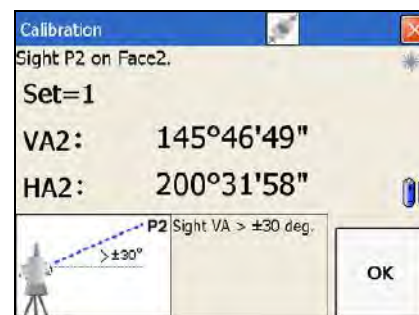 Calibration
Sight P2 on Face2.
Set=1
VA2: 145°46'49"
HA2: 200°31'58"
P2 Sight VA > ±30 deg.
>±30°
OK